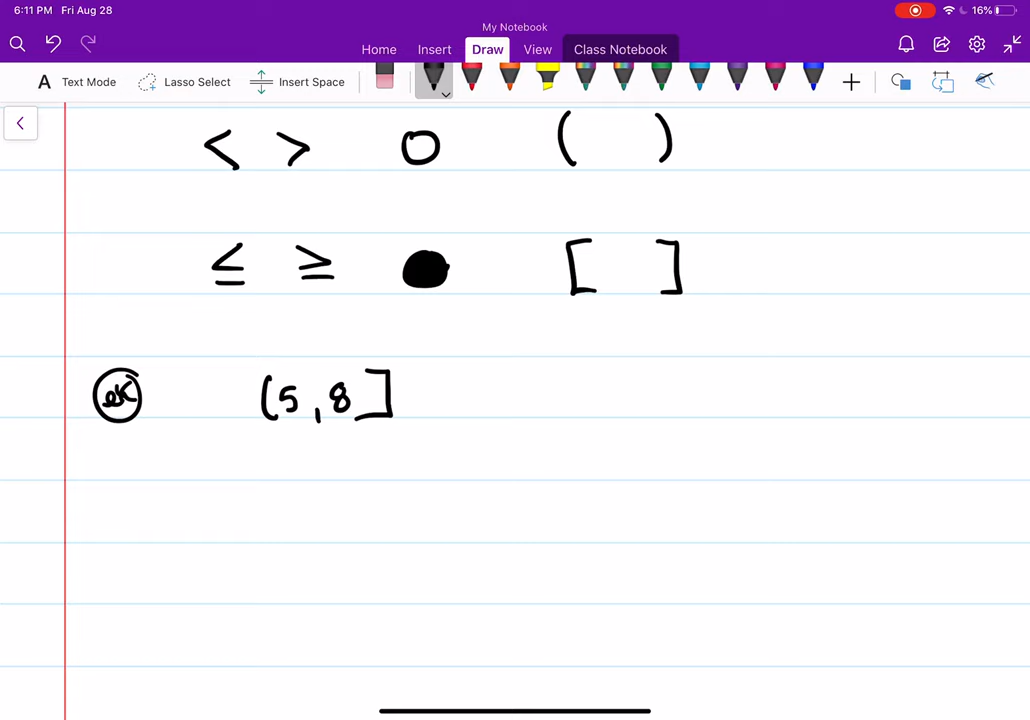 6:11 PM Fri Aug 28 16%
My Notebook
Home Insert Draw View Class Notebook
A Text Mode Lasso Select Insert Space
< > O ( )
≤ ≥ ● [ ]
ex (5, 8]